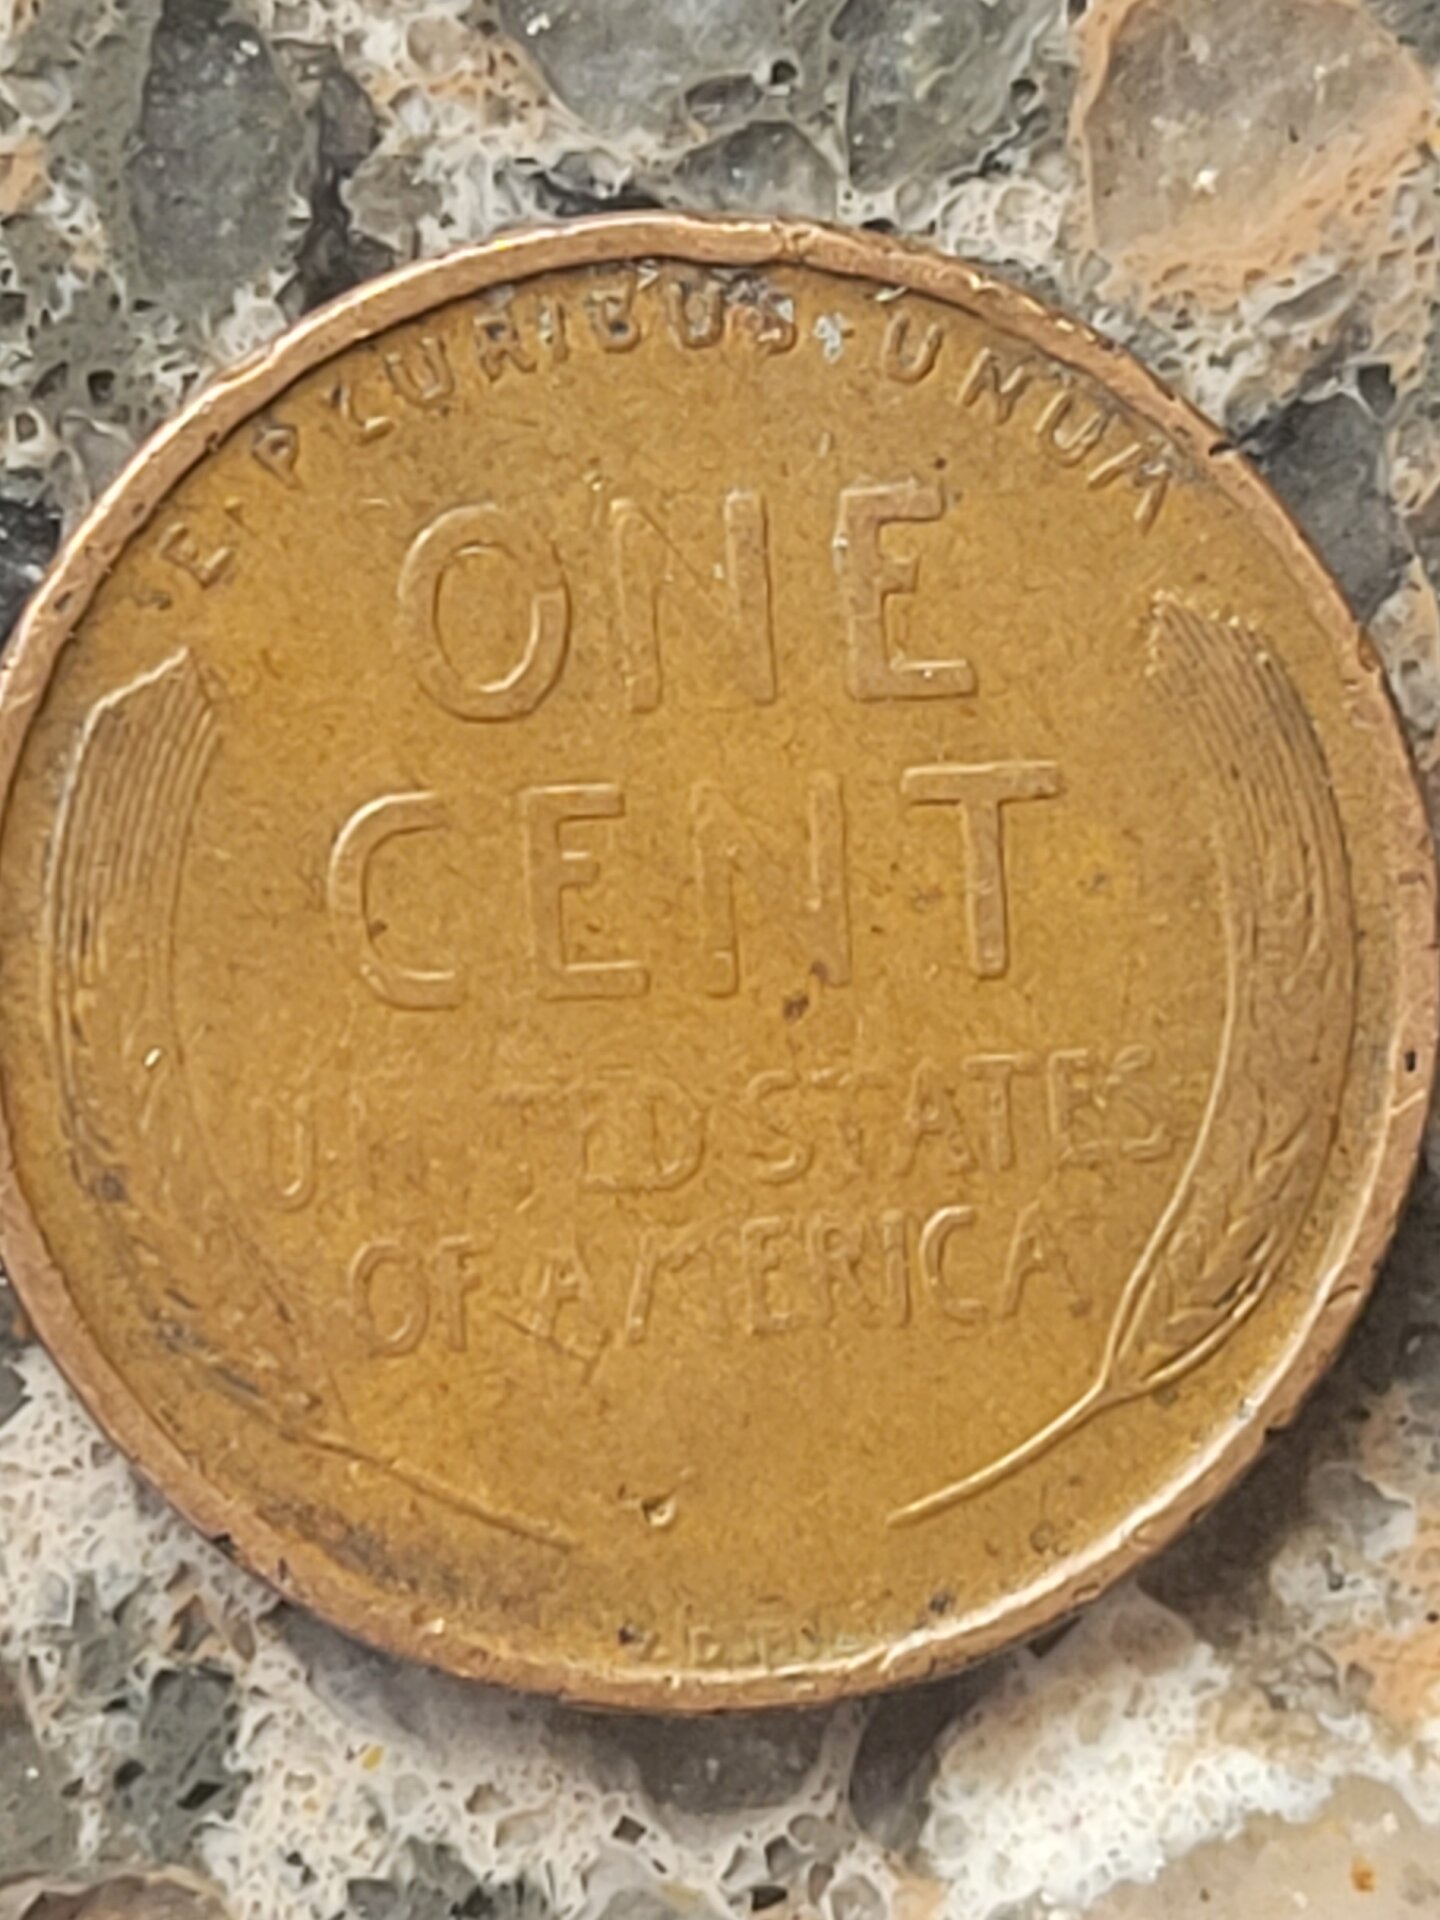 E·PLURIBUS·UNUM
ONE
CENT
UNITED STATES
OF AMERICA